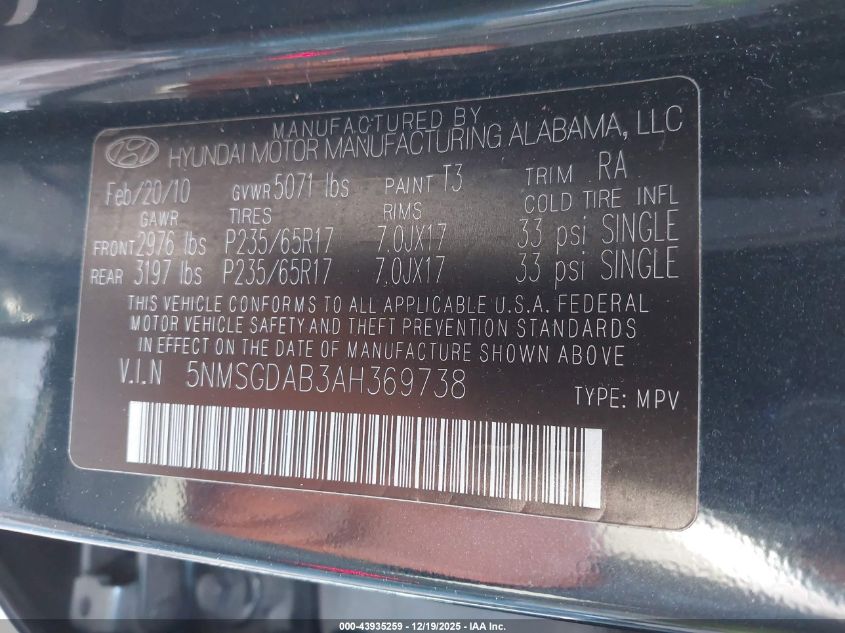 MANUFACTURED BY
HYUNDAI MOTOR MANUFACTURING ALABAMA, LLC
Feb/20/10 GVWR 5071 lbs PAINT T3 TRIM RA
GAWR TIRES RIMS COLD TIRE INFL
FRONT 2976 lbs P235/65R17 7.0JX17 33 psi SINGLE
REAR 3197 lbs P235/65R17 7.0JX17 33 psi SINGLE
THIS VEHICLE CONFORMS TO ALL APPLICABLE U.S.A. FEDERAL
MOTOR VEHICLE SAFETY AND THEFT PREVENTION STANDARDS
IN EFFECT ON THE DATE OF MANUFACTURE SHOWN ABOVE
V.I.N 5NMSGDAB3AH369738
TYPE: MPV
000-43935259 - 12/19/2025 - IAA Inc.